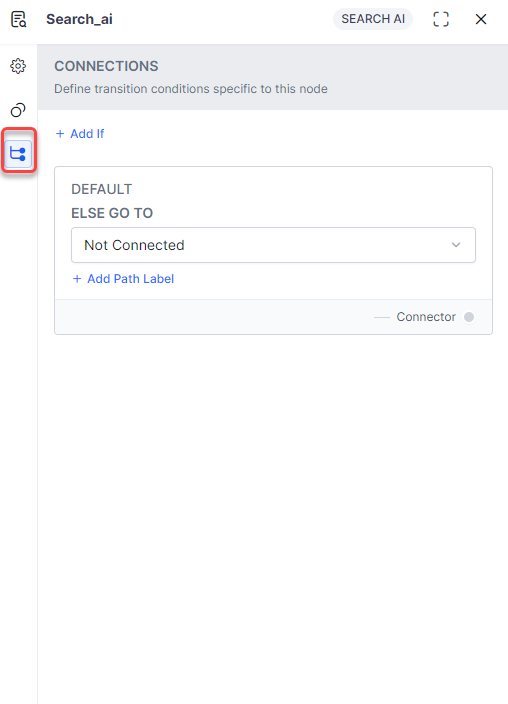 Search_ai
SEARCH AI
CONNECTIONS
Define transition conditions specific to this node
+ Add If
DEFAULT
ELSE GO TO
Not Connected
+ Add Path Label
Connector